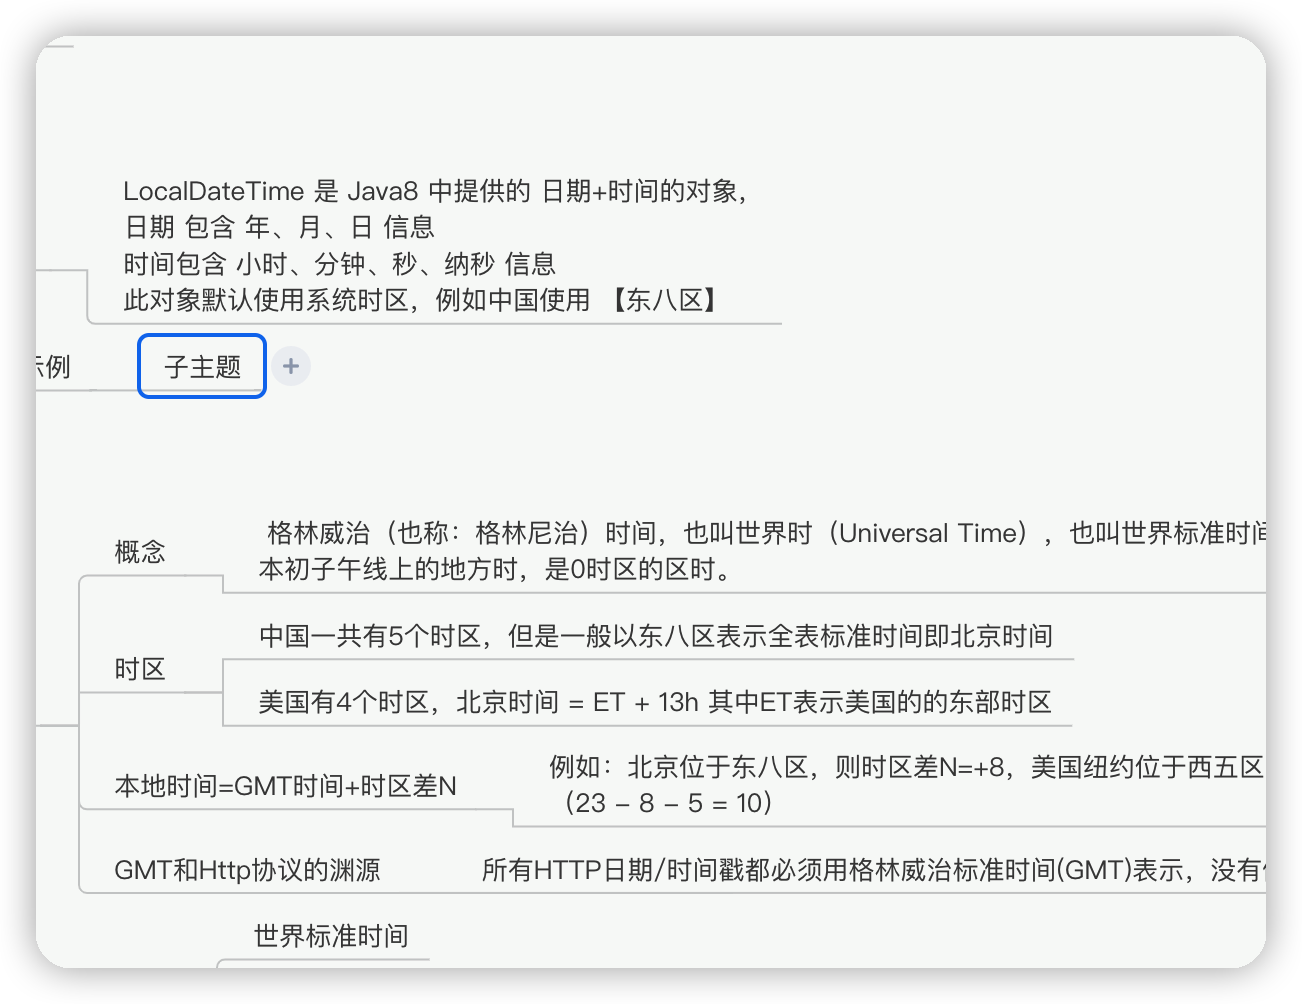 LocalDateTime 是 Java8 中提供的 日期+时间的对象，
日期 包含 年、月、日 信息
时间包含 小时、分钟、秒、纳秒 信息
此对象默认使用系统时区，例如中国使用 【东八区】
例
子主题
概念
格林威治（也称：格林尼治）时间，也叫世界时（Universal Time），也叫世界标准时间
本初子午线上的地方时，是0时区的区时。
时区
中国一共有5个时区，但是一般以东八区表示全表标准时间即北京时间
美国有4个时区，北京时间 = ET + 13h 其中ET表示美国的的东部时区
本地时间=GMT时间+时区差N
例如：北京位于东八区，则时区差N=+8，美国纽约位于西五区
（23 – 8 – 5 = 10）
GMT和Http协议的渊源
所有HTTP日期/时间戳都必须用格林威治标准时间(GMT)表示，没有
世界标准时间